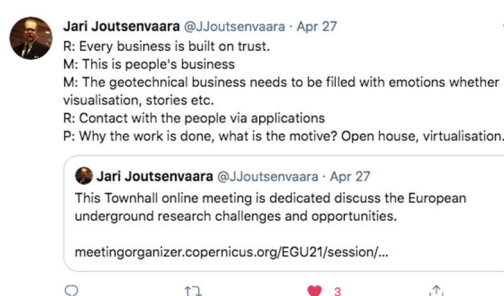 Jari Joutsenvaara @JJoutsenvaara · Apr 27
R: Every business is built on trust.
M: This is people's business
M: The geotechnical business needs to be filled with emotions whether
visualisation, stories etc.
R: Contact with the people via applications
P: Why the work is done, what is the motive? Open house, virtualisation.
Jari Joutsenvaara @JJoutsenvaara · Apr 27
This Townhall online meeting is dedicated discuss the European
underground research challenges and opportunities.
meetingorganizer.copernicus.org/EGU21/session/...
3